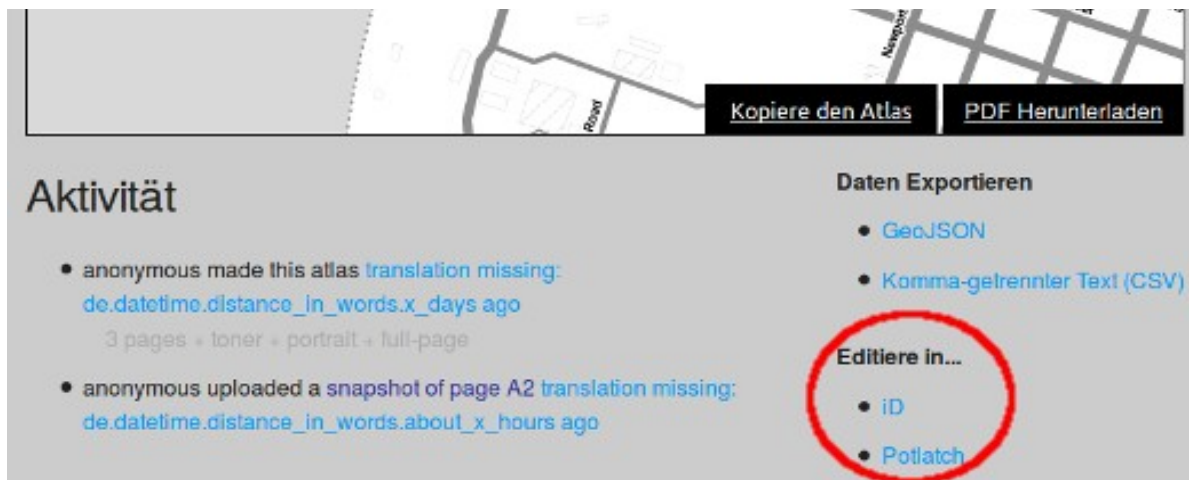 Newport
Road
Kopiere den Atlas
PDF Herunterladen
Aktivität
anonymous made this atlas translation missing:
de.datetime.distance_in_words.x_days ago
3 pages + toner + portrait + full-page
anonymous uploaded a snapshot of page A2 translation missing:
de.datetime.distance_in_words.about_x_hours ago
Daten Exportieren
GeoJSON
Komma-getrennter Text (CSV)
Editiere in...
iD
Potlatch